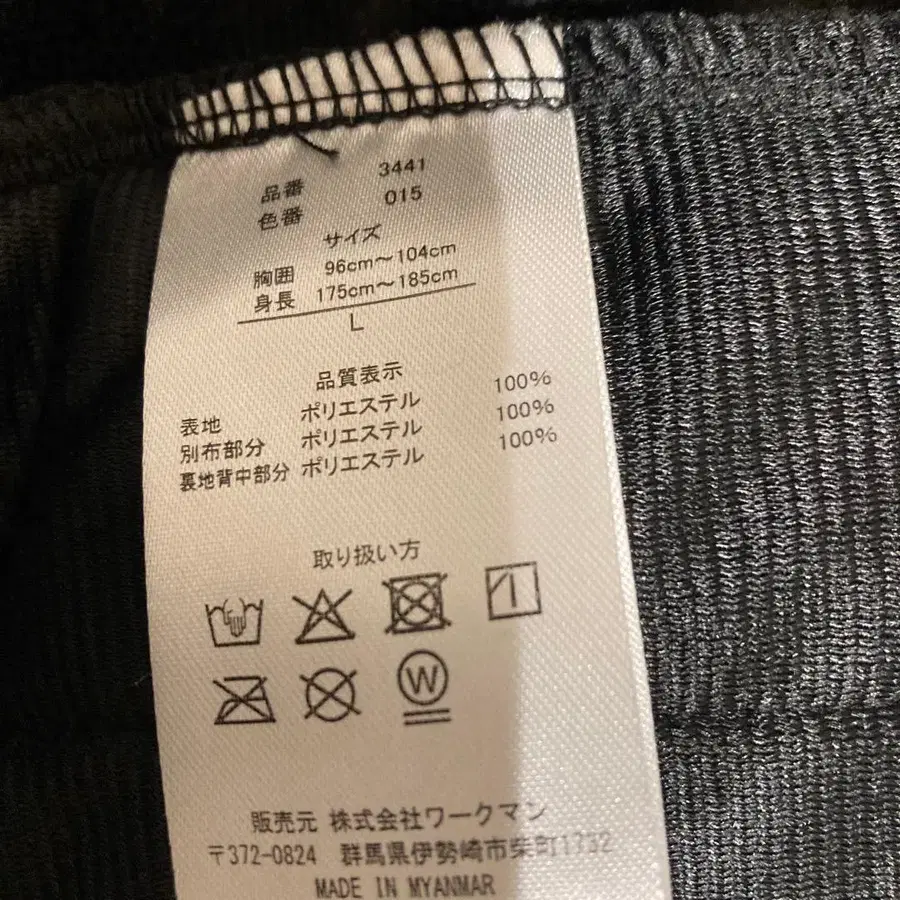 品番 3441
色番 015
サイズ
胸囲 96cm～104cm
身長 175cm～185cm
L
品質表示
表地 ポリエステル 100%
別布部分 ポリエステル 100%
裏地背中部分 ポリエステル 100%
取り扱い方
W
販売元 株式会社ワークマン
〒372-0824 群馬県伊勢崎市柴町1732
MADE IN MYANMAR